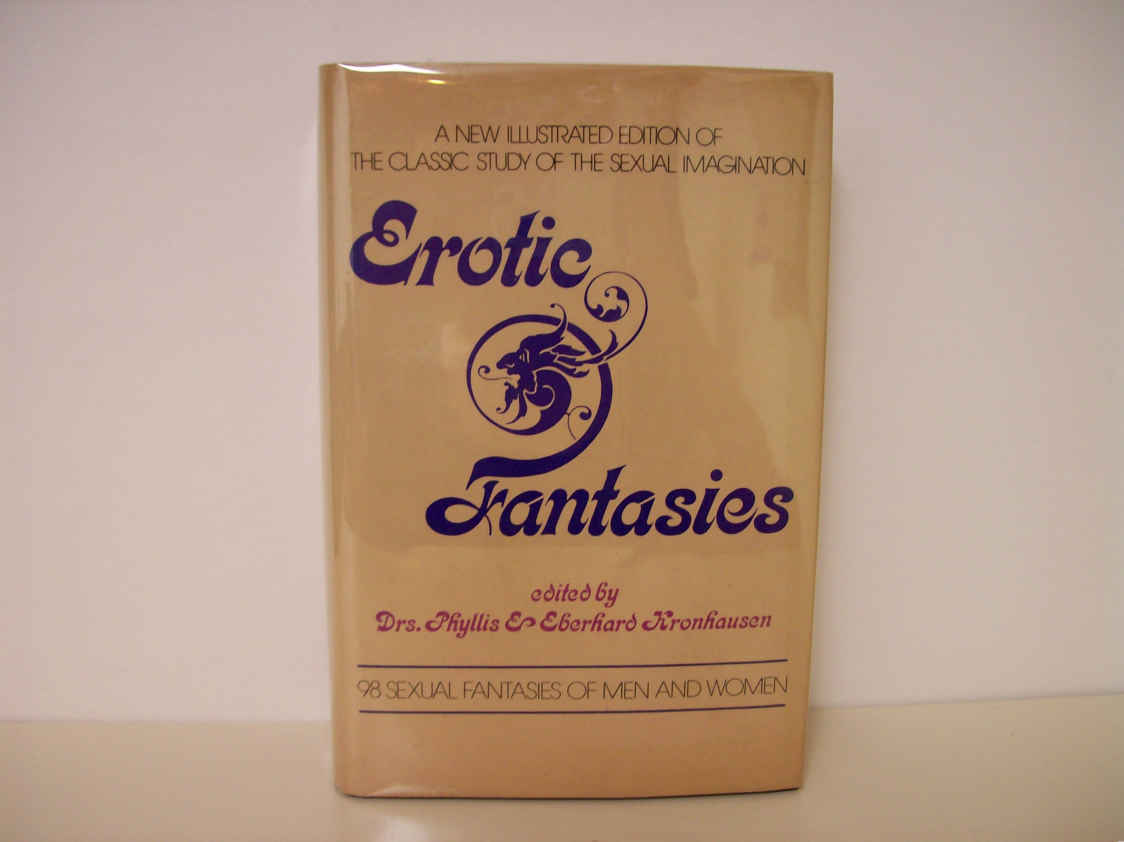 A NEW ILLUSTRATED EDITION OF
THE CLASSIC STUDY OF THE SEXUAL IMAGINATION
Erotic
Fantasies
edited by
Drs. Phyllis & Eberhard Kronhausen
98 SEXUAL FANTASIES OF MEN AND WOMEN